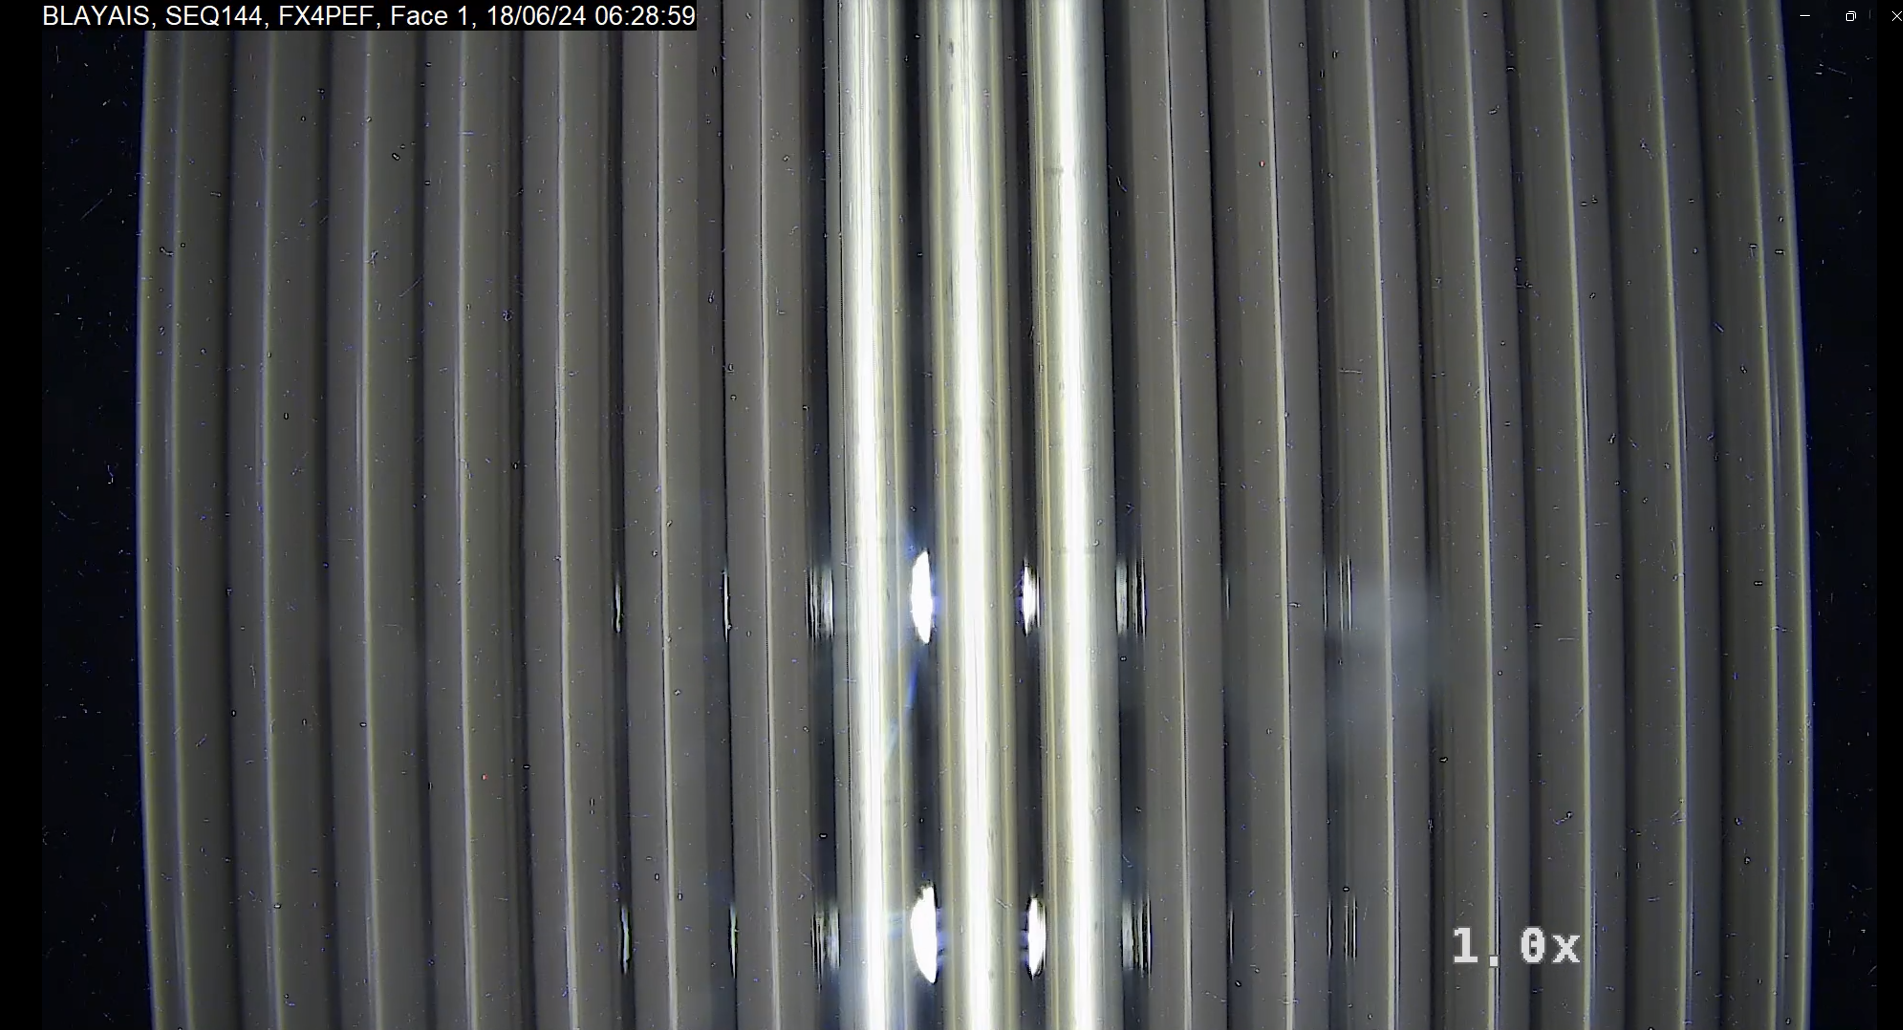 BLAYAIS, SEQ144, FX4PEF, Face 1, 18/06/24 06:28:59
1.0x